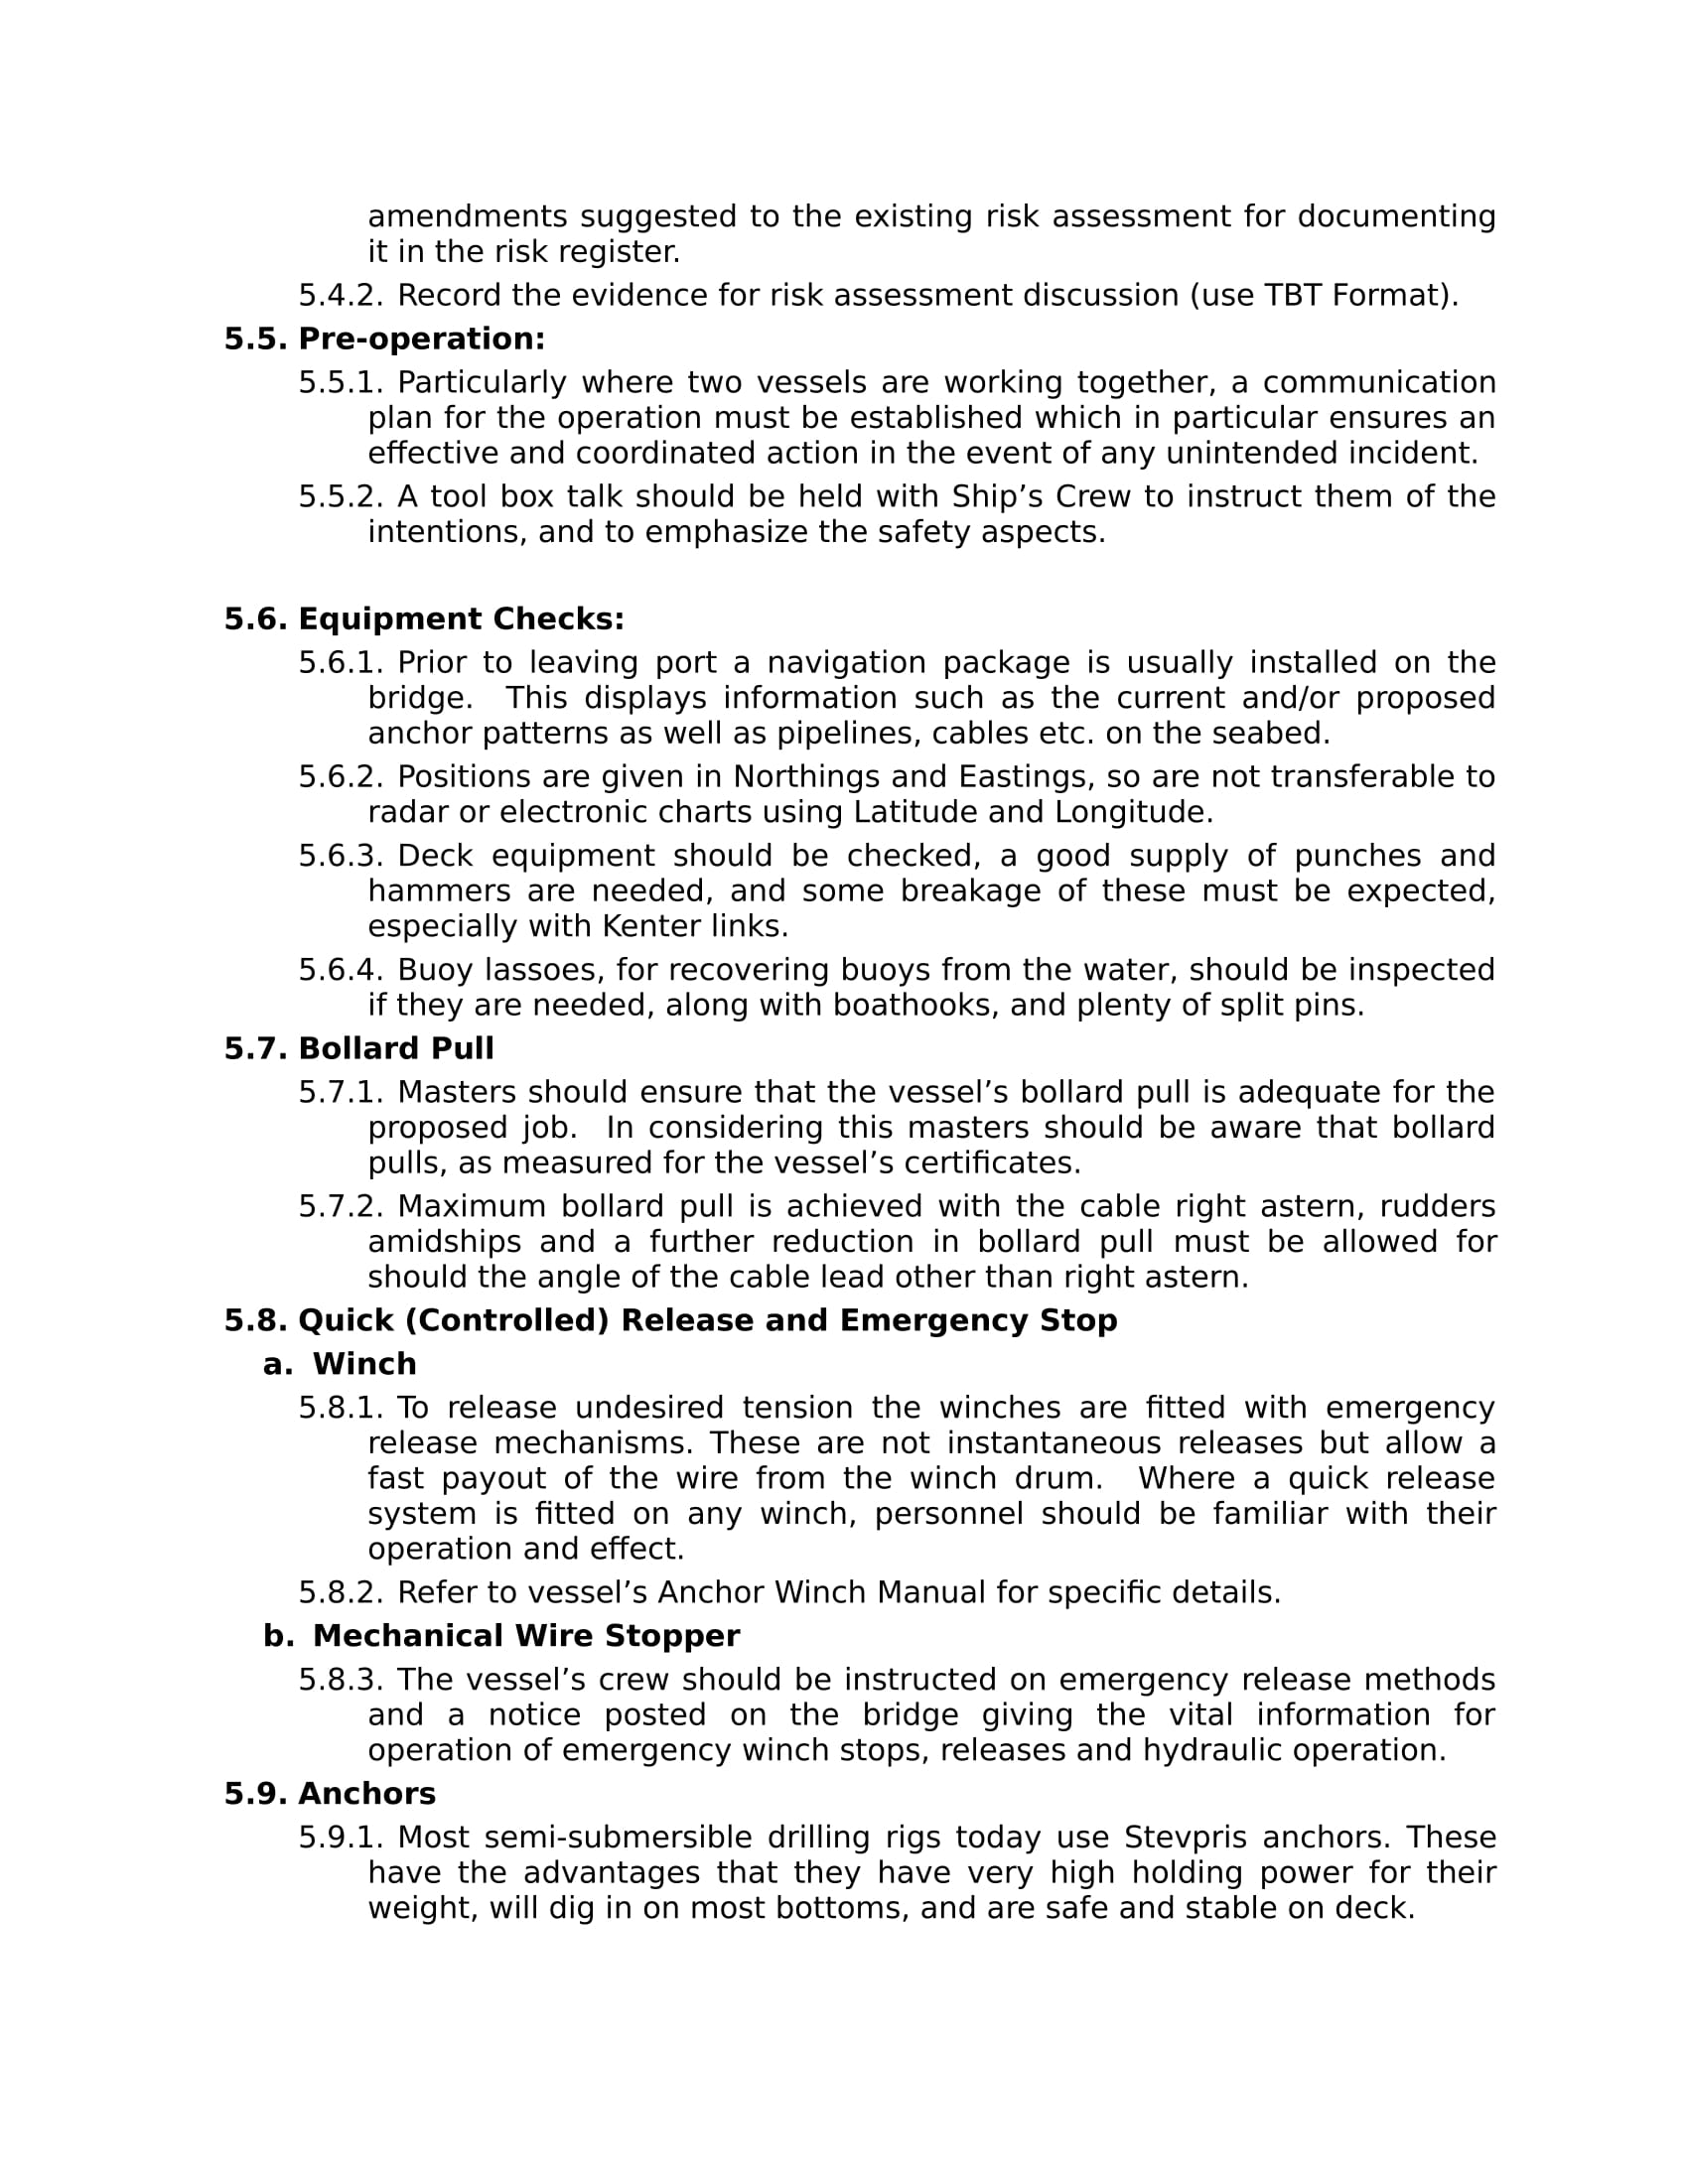 amendments suggested to the existing risk assessment for documenting
it in the risk register.
5.4.2. Record the evidence for risk assessment discussion (use TBT Format).
5.5. Pre-operation:
5.5.1. Particularly where two vessels are working together, a communication
plan for the operation must be established which in particular ensures an
effective and coordinated action in the event of any unintended incident.
5.5.2. A tool box talk should be held with Ship’s Crew to instruct them of the
intentions, and to emphasize the safety aspects.
5.6. Equipment Checks:
5.6.1. Prior to leaving port a navigation package is usually installed on the
bridge.  This displays information such as the current and/or proposed
anchor patterns as well as pipelines, cables etc. on the seabed.
5.6.2. Positions are given in Northings and Eastings, so are not transferable to
radar or electronic charts using Latitude and Longitude.
5.6.3. Deck equipment should be checked, a good supply of punches and
hammers are needed, and some breakage of these must be expected,
especially with Kenter links.
5.6.4. Buoy lassoes, for recovering buoys from the water, should be inspected
if they are needed, along with boathooks, and plenty of split pins.
5.7. Bollard Pull
5.7.1. Masters should ensure that the vessel’s bollard pull is adequate for the
proposed job.  In considering this masters should be aware that bollard
pulls, as measured for the vessel’s certificates.
5.7.2. Maximum bollard pull is achieved with the cable right astern, rudders
amidships and a further reduction in bollard pull must be allowed for
should the angle of the cable lead other than right astern.
5.8. Quick (Controlled) Release and Emergency Stop
a. Winch
5.8.1. To release undesired tension the winches are fitted with emergency
release mechanisms. These are not instantaneous releases but allow a
fast payout of the wire from the winch drum.  Where a quick release
system is fitted on any winch, personnel should be familiar with their
operation and effect.
5.8.2. Refer to vessel’s Anchor Winch Manual for specific details.
b. Mechanical Wire Stopper
5.8.3. The vessel’s crew should be instructed on emergency release methods
and a notice posted on the bridge giving the vital information for
operation of emergency winch stops, releases and hydraulic operation.
5.9. Anchors
5.9.1. Most semi-submersible drilling rigs today use Stevpris anchors. These
have the advantages that they have very high holding power for their
weight, will dig in on most bottoms, and are safe and stable on deck.